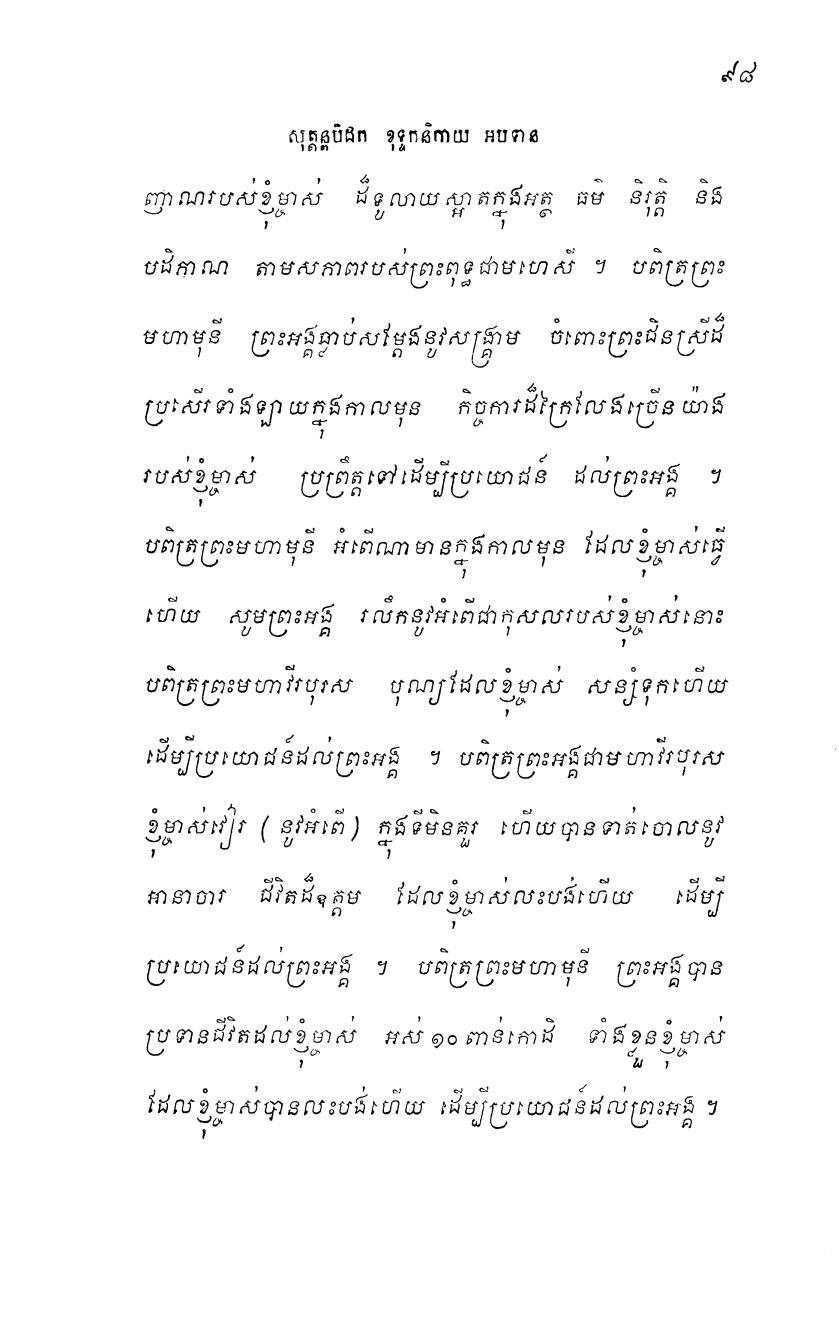 ៩៨
សុត្តន្តបិដក ខុទ្ទកនិកាយ អបទាន
ញាណរបស់ខ្ញុំម្ចាស់ ដ៏ទូលាយស្អាតក្នុងអត្ថ ធម៌ និរុត្តិ និង
បដិភាណ តាមសភាពរបស់ព្រះពុទ្ធជាមហេសី ។ បពិត្រព្រះ
មហាមុនី ព្រះអង្គធ្លាប់សម្តែងនូវសង្គ្រាម ចំពោះព្រះជិនស្រីដ៏
ប្រសើរទាំងឡាយក្នុងកាលមុន កិច្ចការដ៏ក្រៃលែងច្រើនយ៉ាង
របស់ខ្ញុំម្ចាស់ ប្រព្រឹត្តទៅដើម្បីប្រយោជន៍ ដល់ព្រះអង្គ ។
បពិត្រព្រះមហាមុនី អំពើណាមានក្នុងកាលមុន ដែលខ្ញុំម្ចាស់ធ្វើ
ហើយ សូមព្រះអង្គ រលឹកនូវអំពើជាកុសលរបស់ខ្ញុំម្ចាស់នោះ
បពិត្រព្រះមហាវីរបុរស បុណ្យដែលខ្ញុំម្ចាស់ សន្សំទុកហើយ
ដើម្បីប្រយោជន៍ដល់ព្រះអង្គ ។ បពិត្រព្រះអង្គជាមហាវីរបុរស
ខ្ញុំម្ចាស់វៀរ (នូវអំពើ) ក្នុងទីមិនគួរ ហើយបានទាត់ចោលនូវ
អានាចារ ជីវិតដ៏ឧត្តម ដែលខ្ញុំម្ចាស់លះបង់ហើយ ដើម្បី
ប្រយោជន៍ដល់ព្រះអង្គ ។ បពិត្រព្រះមហាមុនី ព្រះអង្គបាន
ប្រទានជីវិតដល់ខ្ញុំម្ចាស់ អស់ ១០ ពាន់កោដិ ទាំងខ្លួនខ្ញុំម្ចាស់
ដែលខ្ញុំម្ចាស់បានលះបង់ហើយ ដើម្បីប្រយោជន៍ដល់ព្រះអង្គ ។